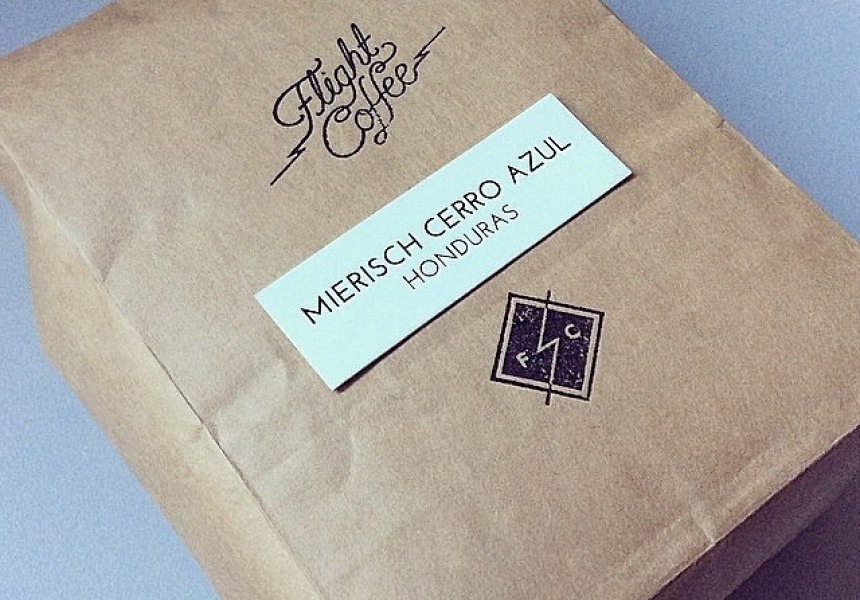 Flight
Coffee
MIERISCH CERRO AZUL
HONDURAS
F C